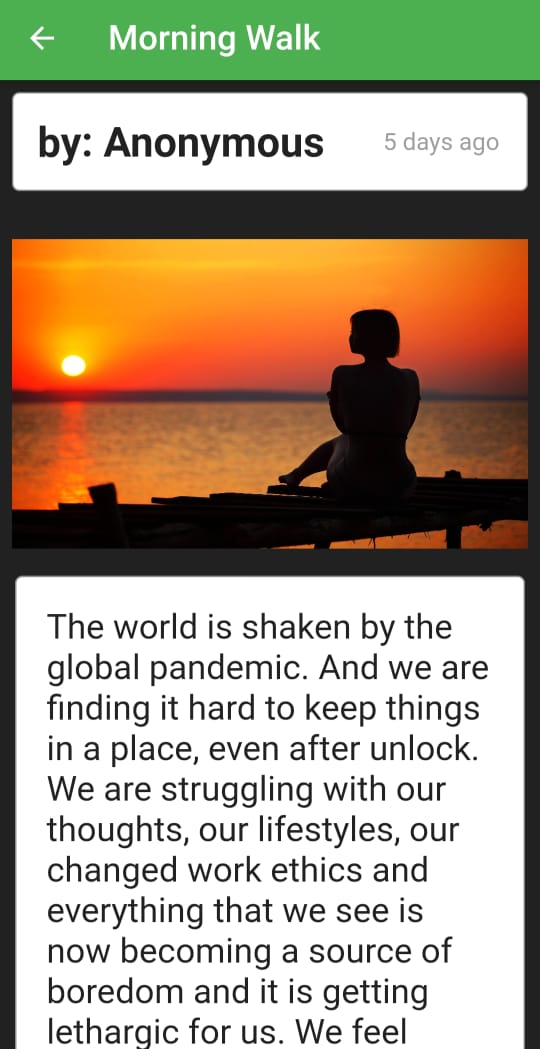 Morning Walk
by: Anonymous
5 days ago
The world is shaken by the
global pandemic. And we are
finding it hard to keep things
in a place, even after unlock.
We are struggling with our
thoughts, our lifestyles, our
changed work ethics and
everything that we see is
now becoming a source of
boredom and it is getting
lethargic for us. We feel